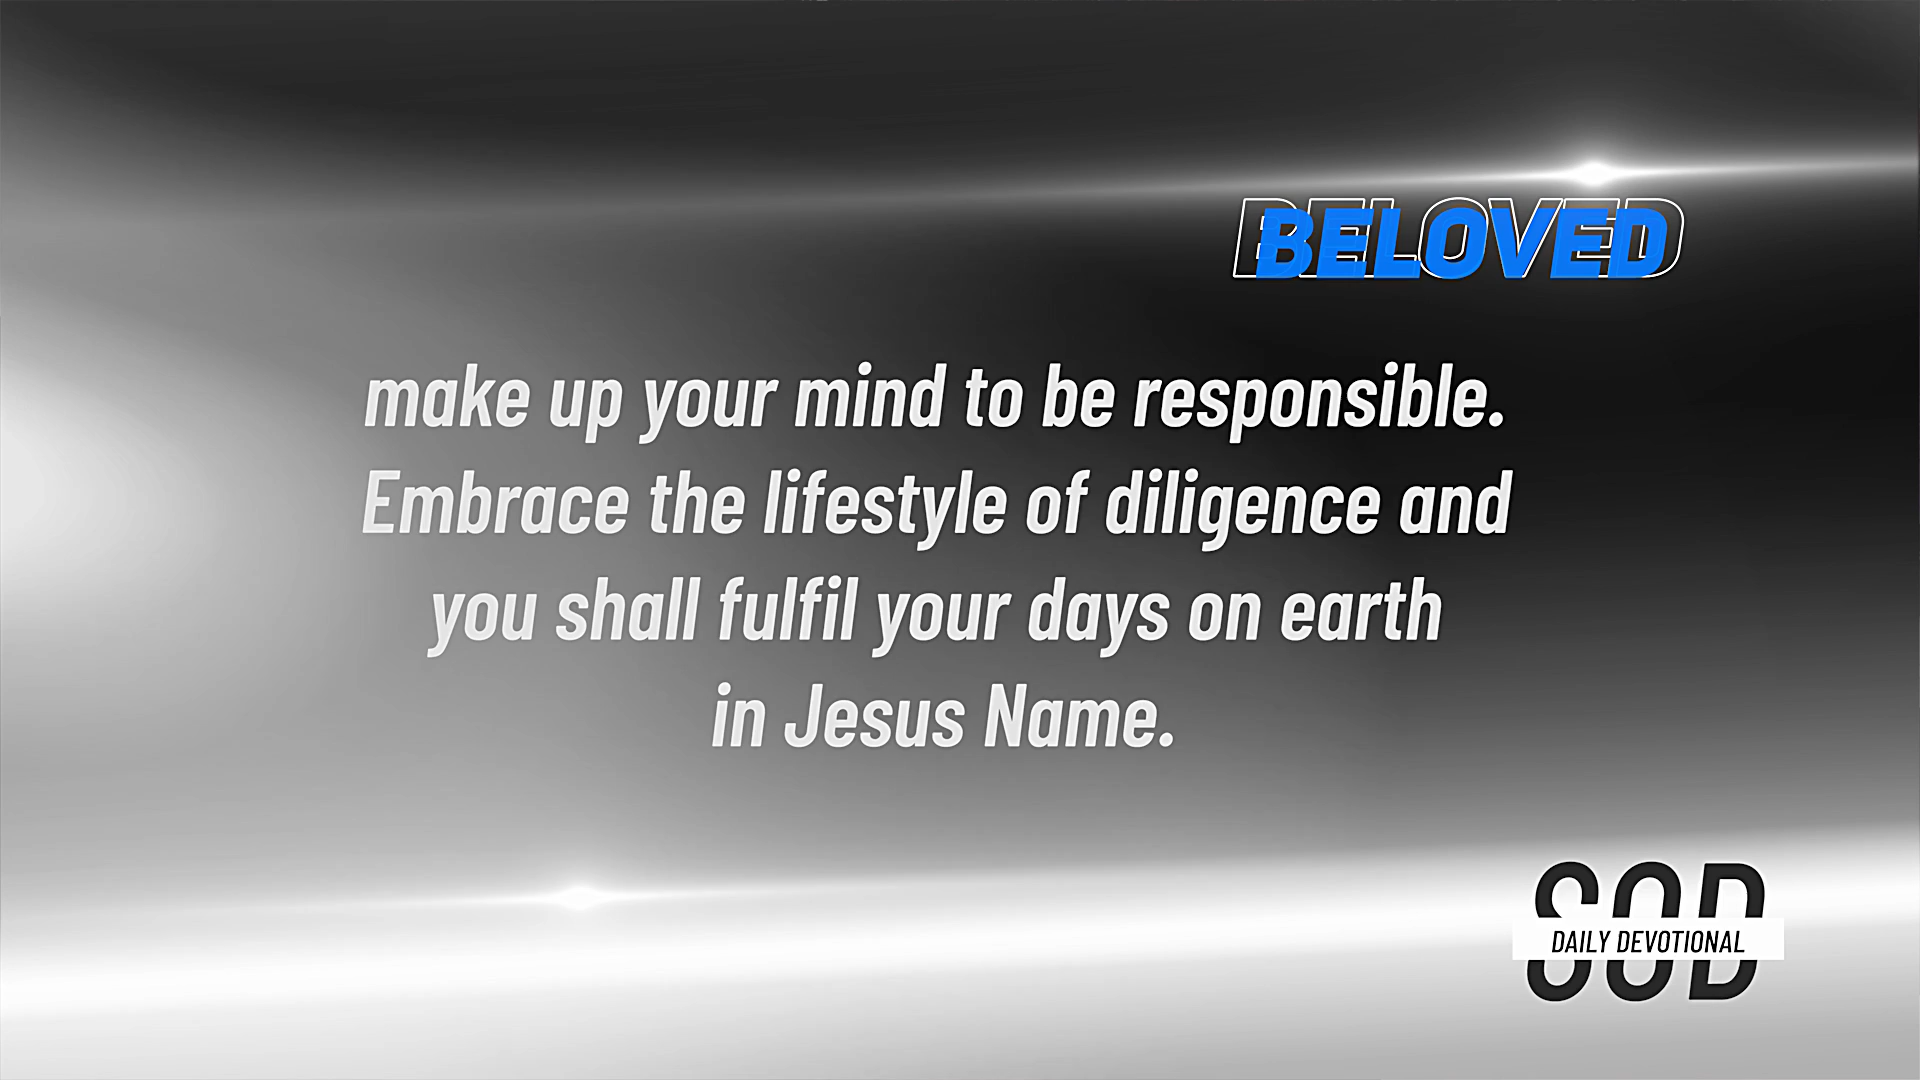 BELOVED
make up your mind to be responsible.
Embrace the lifestyle of diligence and
you shall fulfil your days on earth
in Jesus Name.
SOD
DAILY DEVOTIONAL